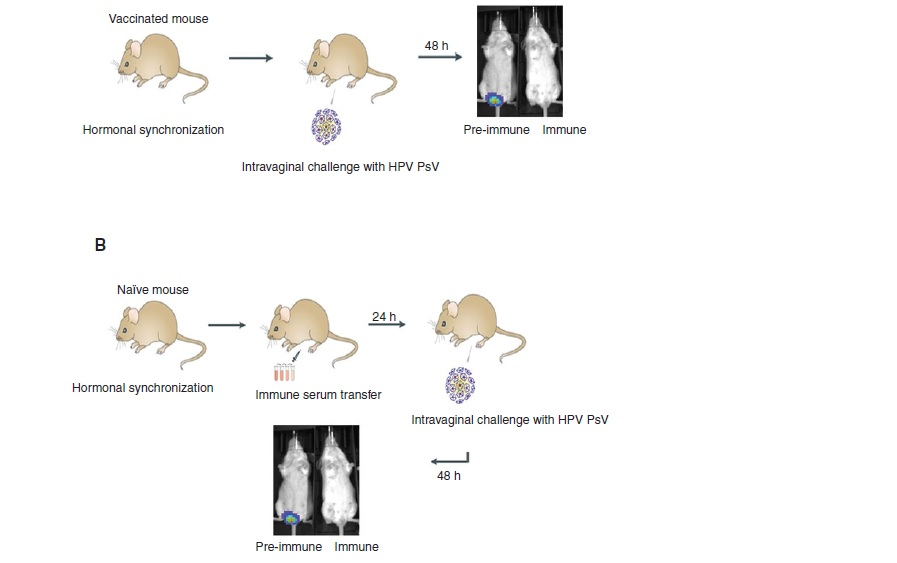 Vaccinated mouse
48 h
Hormonal synchronization
Pre-immune Immune
Intravaginal challenge with HPV PsV
B
Naïve mouse
24 h
Hormonal synchronization
Immune serum transfer
Intravaginal challenge with HPV PsV
48 h
Pre-immune Immune